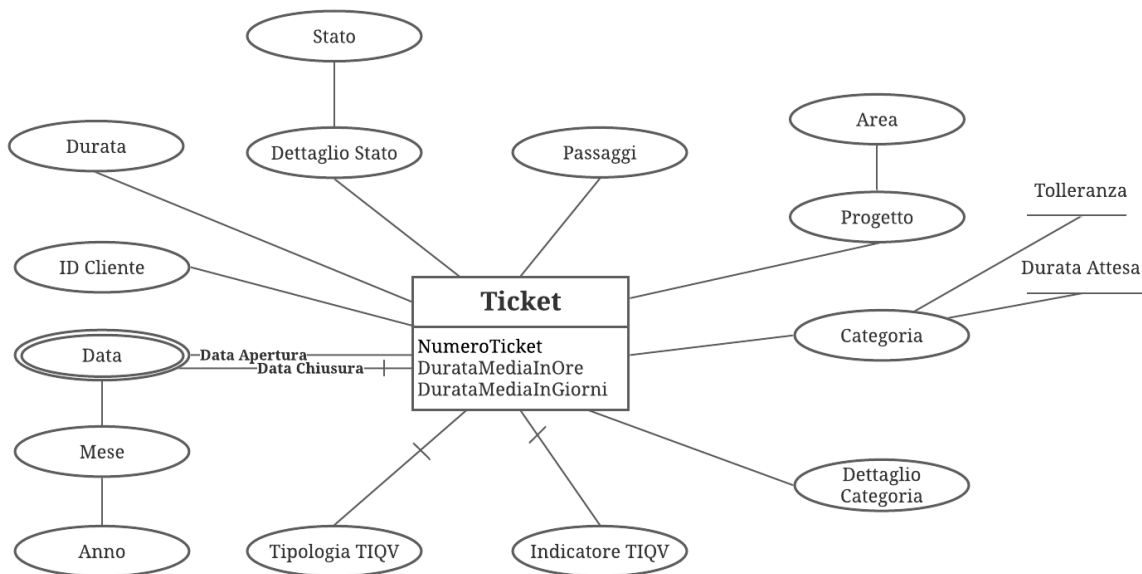 Stato
Durata
Dettaglio Stato
Passaggi
Area
Progetto
Tolleranza
Durata Attesa
ID Cliente
Ticket
NumeroTicket
DurataMediaInOre
DurataMediaInGiorni
Categoria
Data
Data Apertura
Data Chiusura
Mese
Anno
Tipologia TIQV
Indicatore TIQV
Dettaglio
Categoria